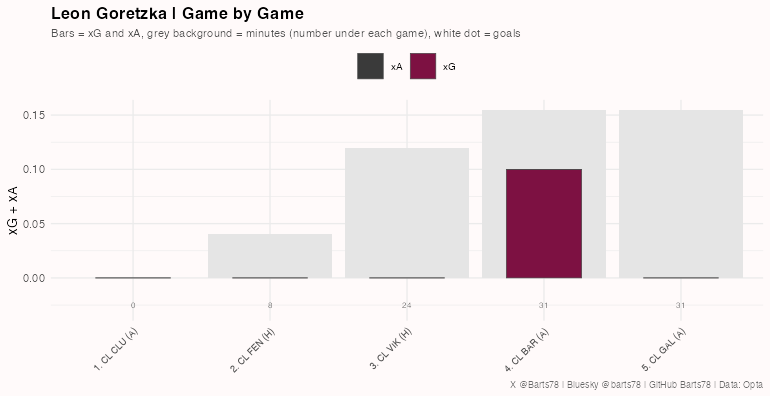 Leon Goretzka | Game by Game
Bars = xG and xA, grey background = minutes (number under each game), white dot = goals
xA xG
xG + xA
0.15
0.10
0.05
0.00
0 8 24 31 31
1. CL CLU (A)
2. CL FEN (H)
3. CL VIK (H)
4. CL BAR (A)
5. CL GAL (A)
X @Barts78 | Bluesky @barts78 | GitHub Barts78 | Data: Opta